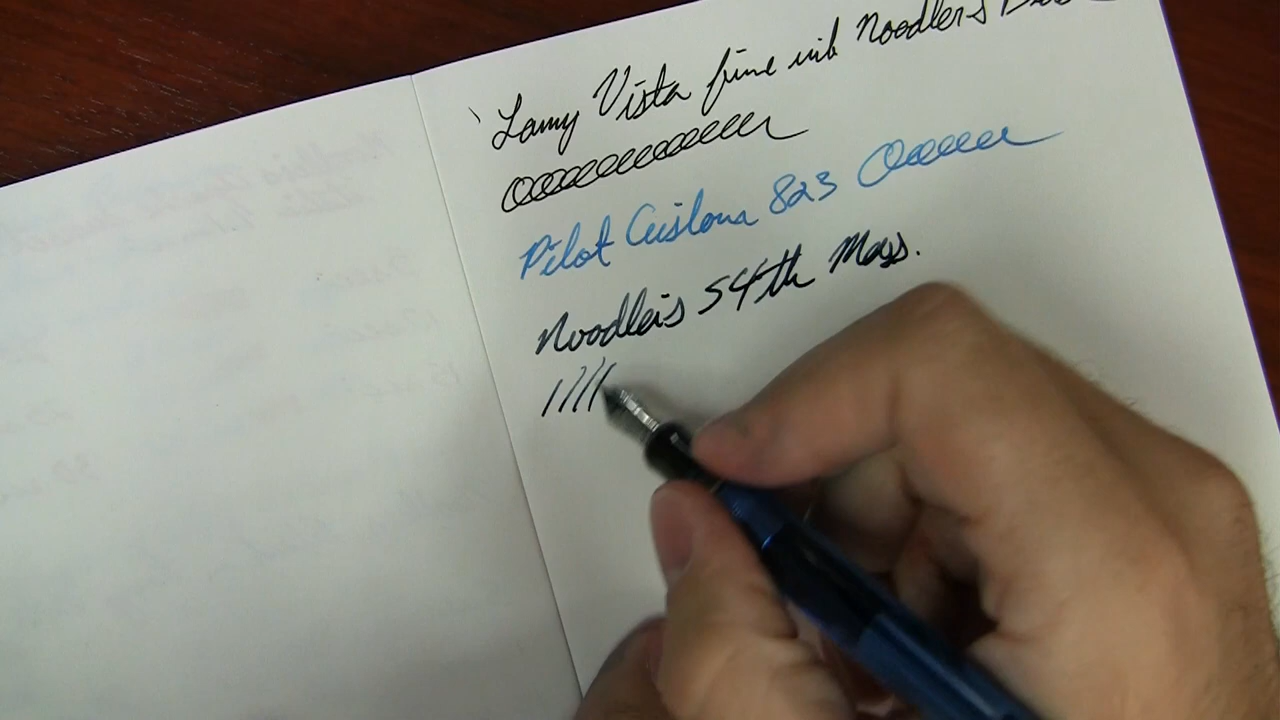 Lamy Vista fine nib Noodler's
Pilot Custom 823
Noodler's 54th Mass.